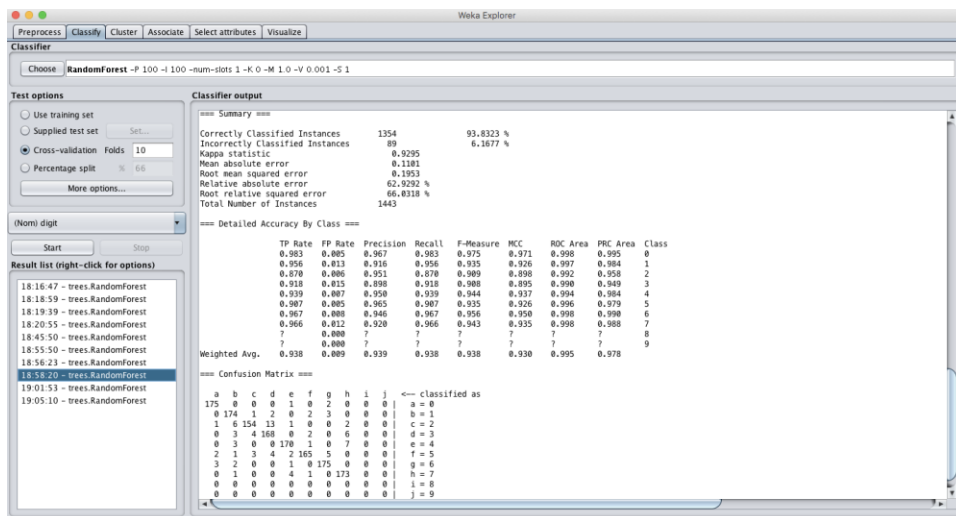 Weka Explorer
Preprocess Classify Cluster Associate Select attributes Visualize
Classifier
Choose RandomForest -P 100 -I 100 -num-slots 1 -K 0 -M 1.0 -V 0.001 -S 1
Test options
Use training set
Supplied test set Set...
Cross-validation Folds 10
Percentage split % 66
More options...
(Nom) digit
Start Stop
Result list (right-click for options)
18:16:47 - trees.RandomForest
18:18:59 - trees.RandomForest
18:19:39 - trees.RandomForest
18:20:55 - trees.RandomForest
18:45:50 - trees.RandomForest
18:55:50 - trees.RandomForest
18:56:23 - trees.RandomForest
18:58:20 - trees.RandomForest
19:01:53 - trees.RandomForest
19:05:10 - trees.RandomForest
Classifier output
=== Summary ===
Correctly Classified Instances 1354 93.8323 %
Incorrectly Classified Instances 89 6.1677 %
Kappa statistic 0.9295
Mean absolute error 0.1101
Root mean squared error 0.1953
Relative absolute error 62.9292 %
Root relative squared error 66.0318 %
Total Number of Instances 1443
=== Detailed Accuracy By Class ===
TP Rate FP Rate Precision Recall F-Measure MCC ROC Area PRC Area Class
0.983 0.005 0.967 0.983 0.975 0.971 0.998 0.995 0
0.956 0.013 0.916 0.956 0.935 0.926 0.997 0.984 1
0.870 0.006 0.951 0.870 0.909 0.898 0.992 0.958 2
0.918 0.015 0.898 0.918 0.908 0.895 0.990 0.949 3
0.939 0.007 0.950 0.939 0.944 0.937 0.994 0.984 4
0.907 0.005 0.965 0.907 0.935 0.926 0.996 0.979 5
0.967 0.008 0.946 0.967 0.956 0.950 0.998 0.990 6
0.966 0.012 0.920 0.966 0.943 0.935 0.998 0.988 7
? 0.000 ? ? ? ? ? ? 8
? 0.000 ? ? ? ? ? ? 9
Weighted Avg. 0.938 0.009 0.939 0.938 0.938 0.930 0.995 0.978
=== Confusion Matrix ===
a b c d e f g h i j <-- classified as
175 0 0 0 1 0 2 0 0 0 | a = 0
0 174 1 2 0 2 3 0 0 0 | b = 1
1 6 154 13 1 0 0 2 0 0 | c = 2
0 3 4 168 0 2 0 6 0 0 | d = 3
0 3 0 0 170 1 0 7 0 0 | e = 4
2 1 3 4 2 165 5 0 0 0 | f = 5
3 2 0 0 1 0 175 0 0 0 | g = 6
0 1 0 0 4 1 0 173 0 0 | h = 7
0 0 0 0 0 0 0 0 0 0 | i = 8
0 0 0 0 0 0 0 0 0 0 | j = 9